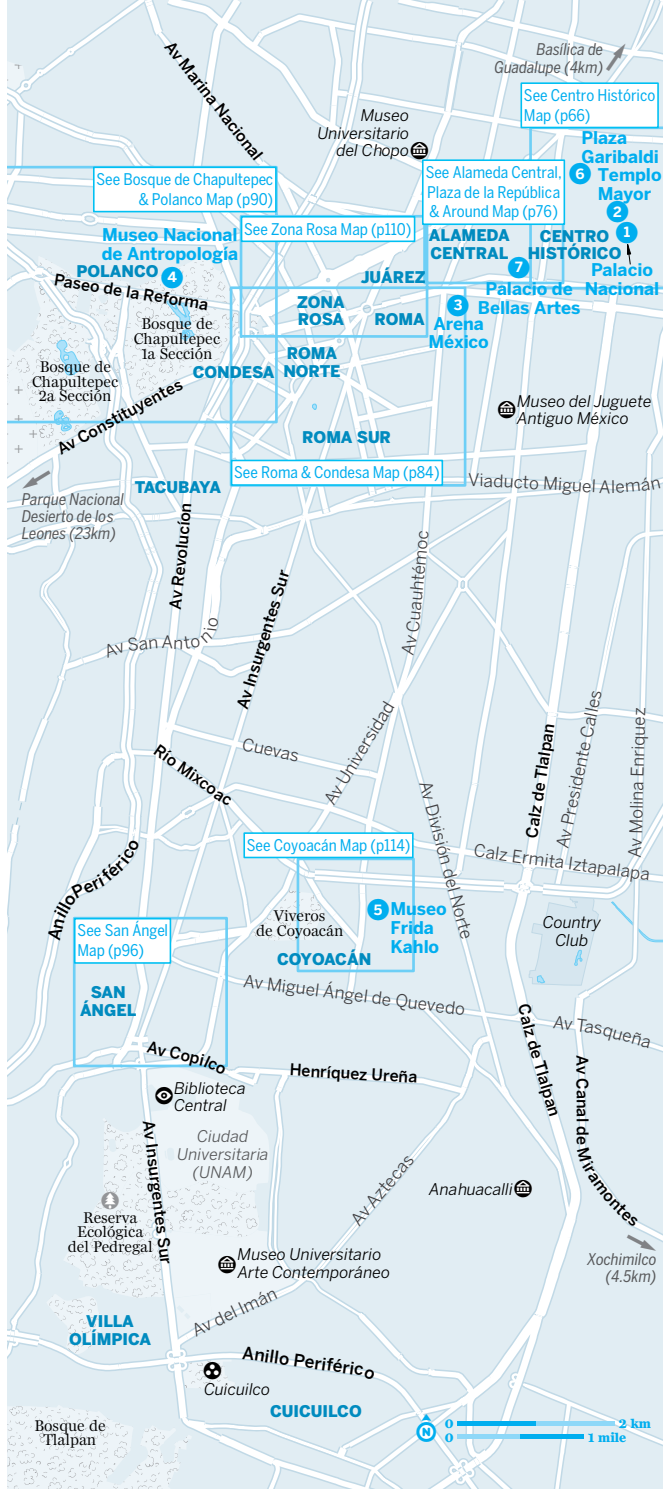 Av Marina Nacional
Basílica de
Guadalupe (4km)
See Centro Histórico
Map (p66)
Museo
Universitario
del Chopo
Plaza
Garibaldi
6
Templo
Mayor
2
1
See Bosque de Chapultepec
& Polanco Map (p90)
See Alameda Central,
Plaza de la República
& Around Map (p76)
See Zona Rosa Map (p110)
Museo Nacional
de Antropología
POLANCO
4
ALAMEDA
CENTRAL
CENTRO
HISTÓRICO
7
Palacio
Nacional
Paseo de la Reforma
JUÁREZ
Palacio de
Bellas Artes
ZONA
ROSA
ROMA
3
Arena
México
Bosque de
Chapultepec
1a Sección
Bosque de
Chapultepec
2a Sección
CONDESA
ROMA
NORTE
Av Constituyentes
Museo del Juguete
Antiguo México
ROMA SUR
See Roma & Condesa Map (p84)
Viaducto Miguel Alemán
TACUBAYA
Parque Nacional
Desierto de los
Leones (23km)
Av Revolucíon
Av Cuauhtémoc
Av Insurgentes Sur
Av San Antonio
Av Universidad
Cuevas
Río Mixcoac
Calz de Tlalpan
Av Presidente Calles
Av Molina Enriquez
Av División del Norte
See Coyoacán Map (p114)
Calz Ermita Iztapalapa
Anillo Periférico
5
Museo
Frida
Kahlo
Viveros
de Coyoacán
COYOACÁN
Country
Club
See San Ángel
Map (p96)
SAN
ÁNGEL
Av Miguel Ángel de Quevedo
Av Tasqueña
Calz de Tlalpan
Av Copilco
Henríquez Ureña
Av Canal de Miramontes
Biblioteca
Central
Ciudad
Universitaria
(UNAM)
Av Insurgentes Sur
Av Aztecas
Anahuacalli
Reserva
Ecológica
del Pedregal
Museo Universitario
Arte Contemporáneo
Xochimilco
(4.5km)
Av del Imán
VILLA
OLÍMPICA
Anillo Periférico
Cuicuilco
CUICUILCO
Bosque de
Tlalpan
N
0 2 km
0 1 mile